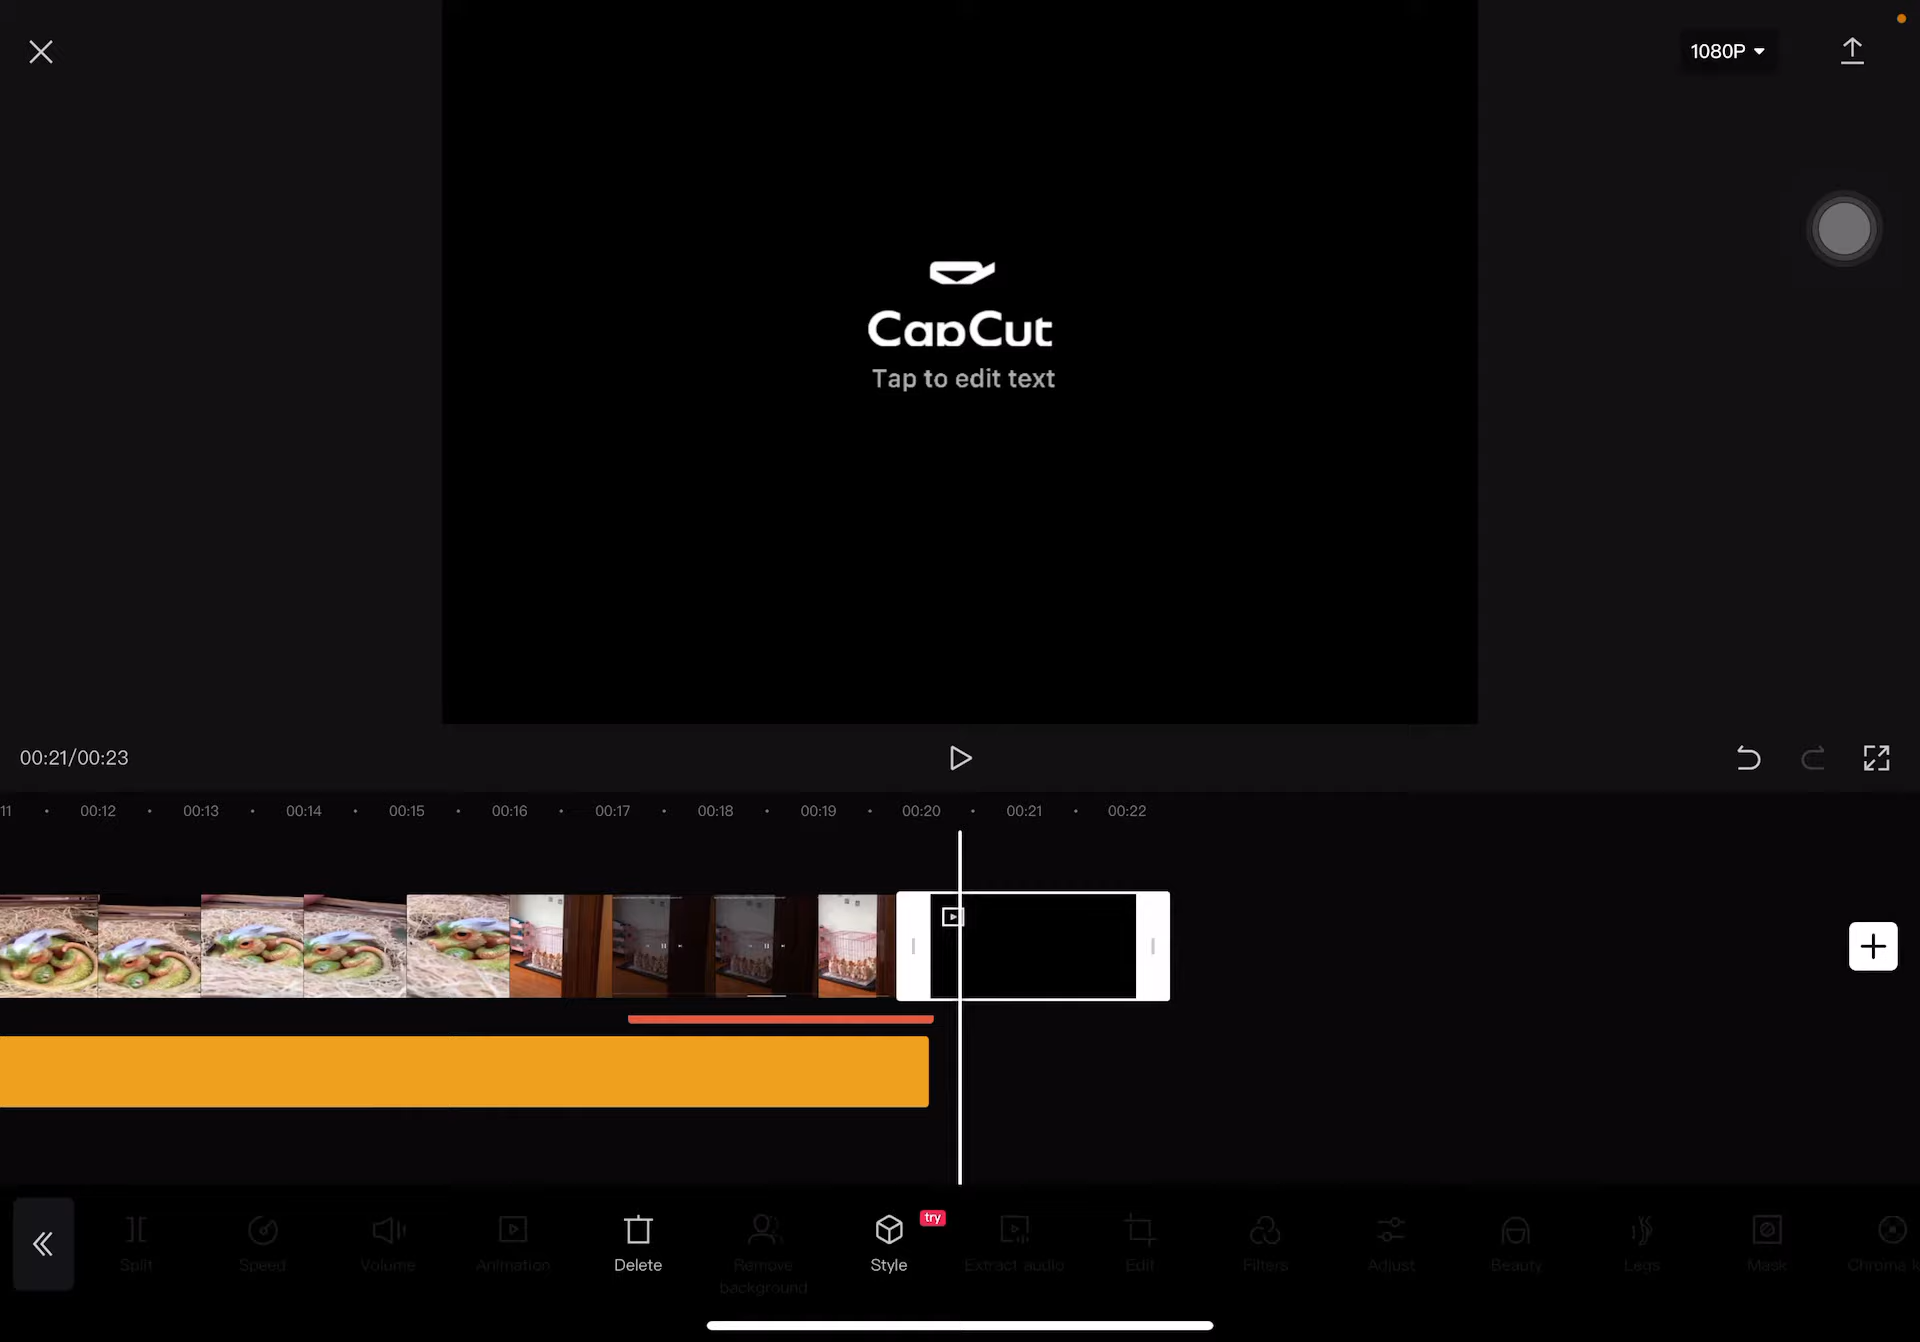 1080P
CapCut
Tap to edit text
00:21/00:23
11 00:12 00:13 00:14 00:15 00:16 00:17 00:18 00:19 00:20 00:21 00:22
try
Split Speed Volume Animation Delete Remove background Style Extract audio Edit Filters Adjust Beauty Legs Mask Chroma k